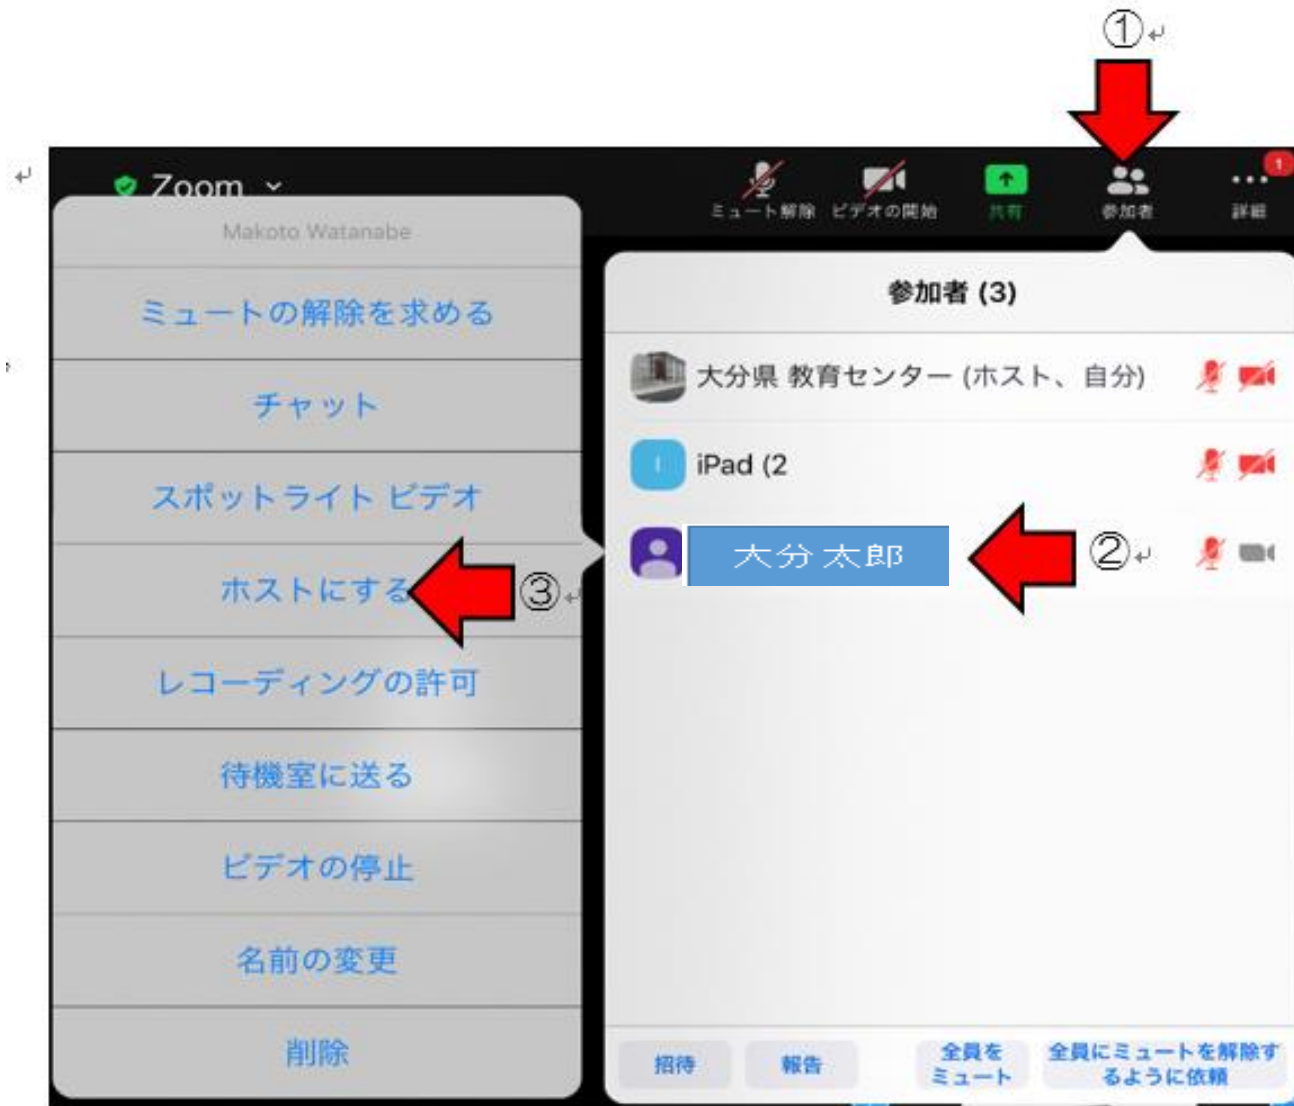 ①
Zoom
ミュート解除
ビデオの開始
共有
参加者
詳細
1
Makoto Watanabe
ミュートの解除を求める
チャット
スポットライト ビデオ
ホストにする
③
レコーディングの許可
待機室に送る
ビデオの停止
名前の変更
削除
参加者 (3)
大分県 教育センター (ホスト、自分)
I
iPad (2
大分 太郎
②
招待
報告
全員を
ミュート
全員にミュートを解除す
るように依頼